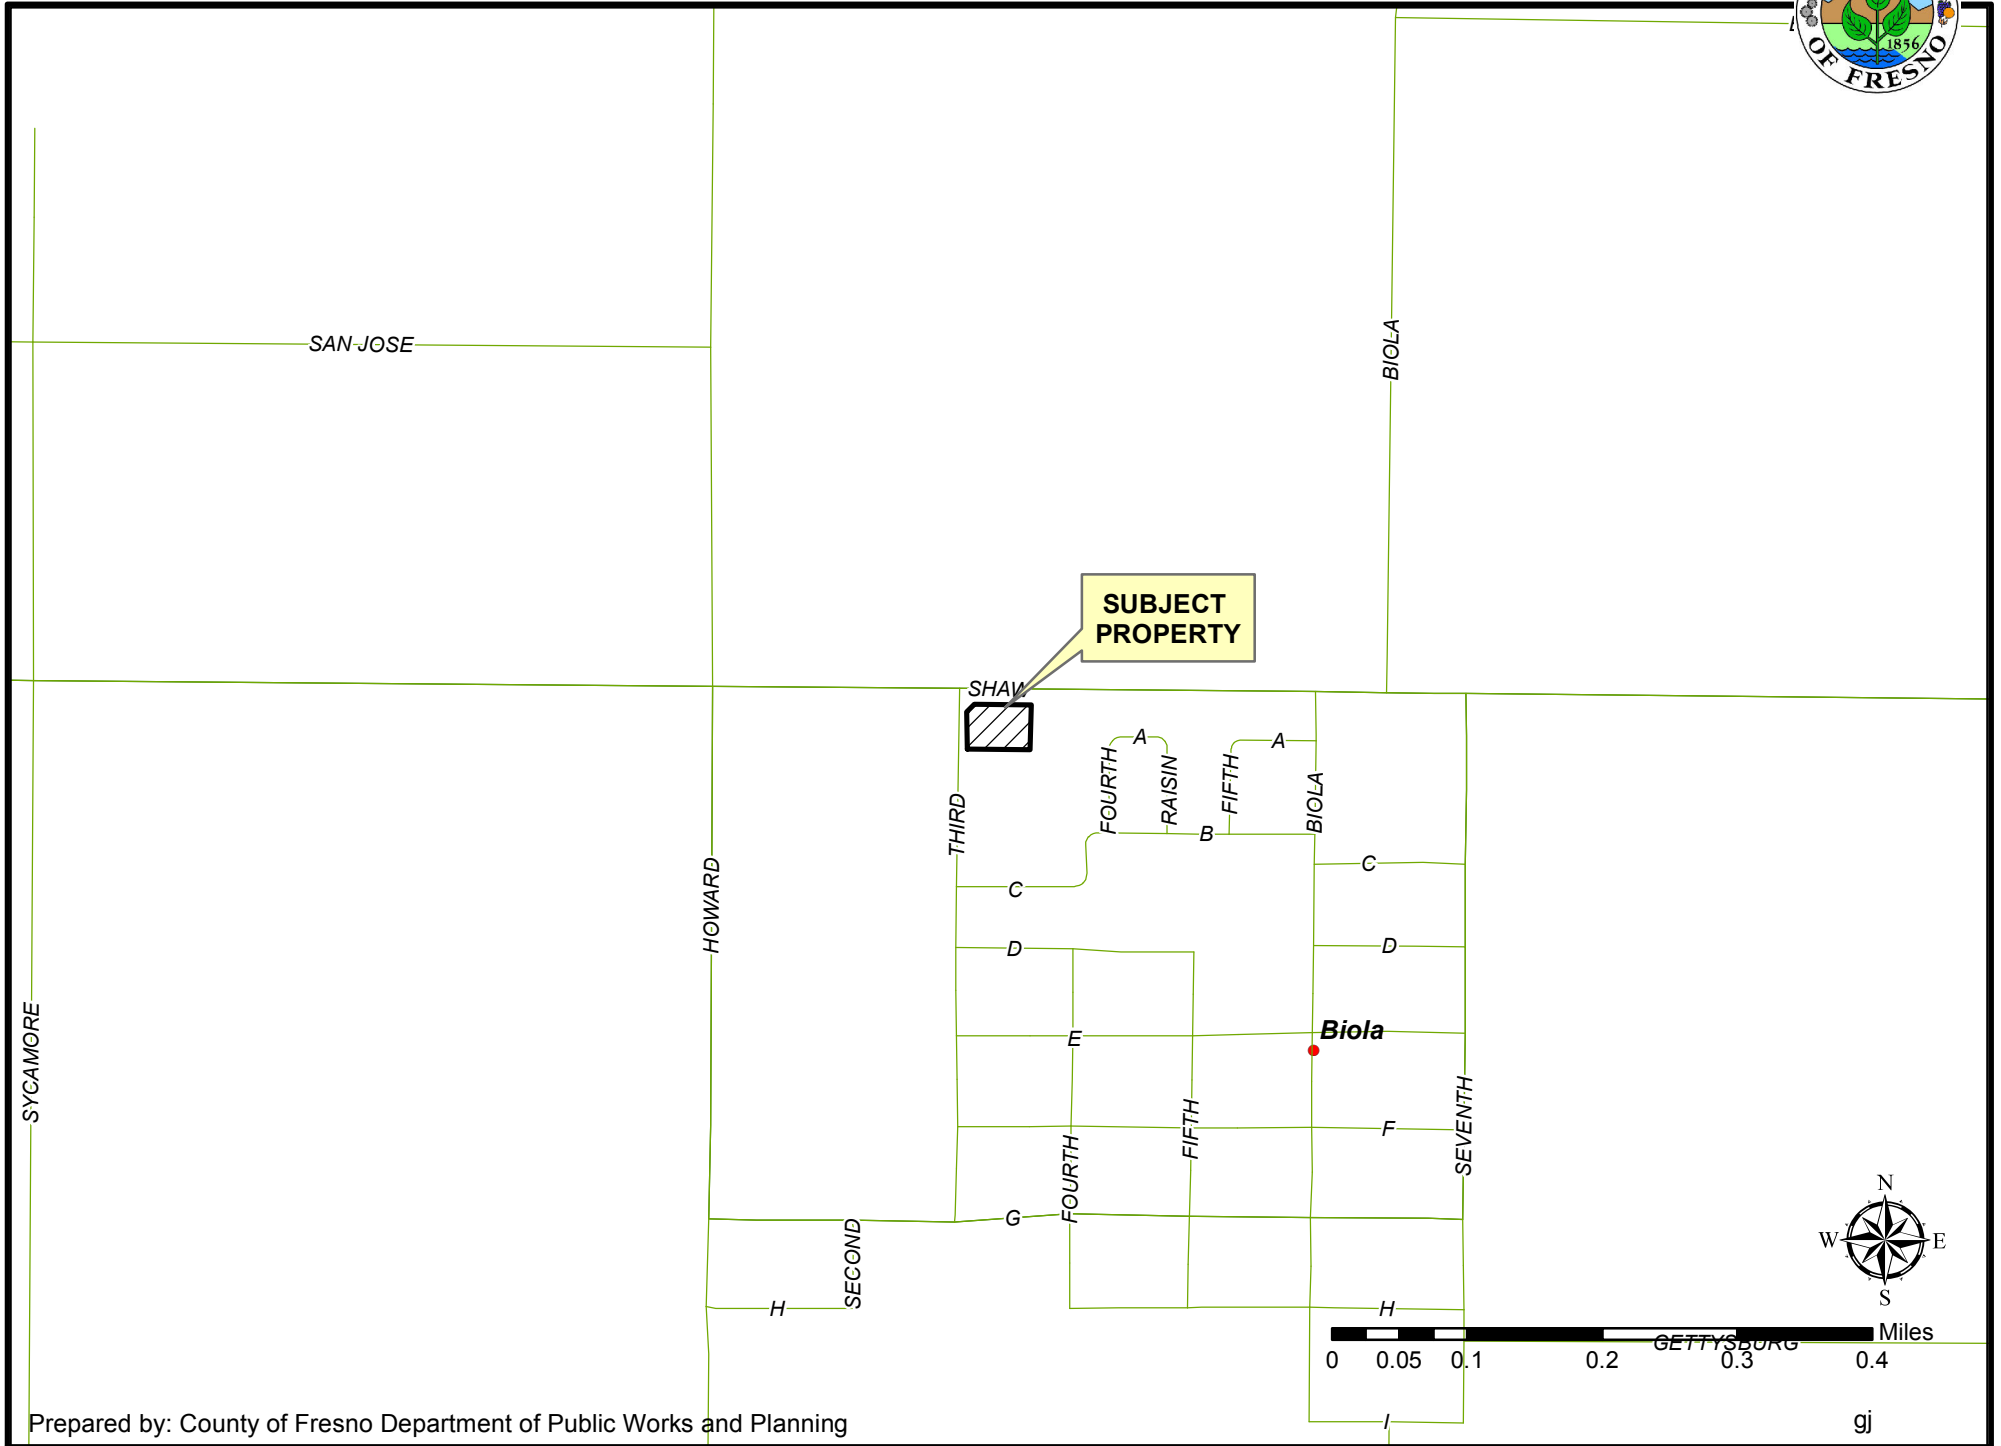 1856
OF FRESNO
SAN JOSE
BIOLA
SUBJECT
PROPERTY
SHAW
A
A
FOURTH
RAISIN
FIFTH
BIOLA
THIRD
B
HOWARD
C
C
D
D
SYCAMORE
E
Biola
FIFTH
F
SEVENTH
FOURTH
G
SECOND
N
W
E
S
H
H
Miles
GETTYSBURG
0
0.05
0.1
0.2
0.3
0.4
I
Prepared by: County of Fresno Department of Public Works and Planning
gj